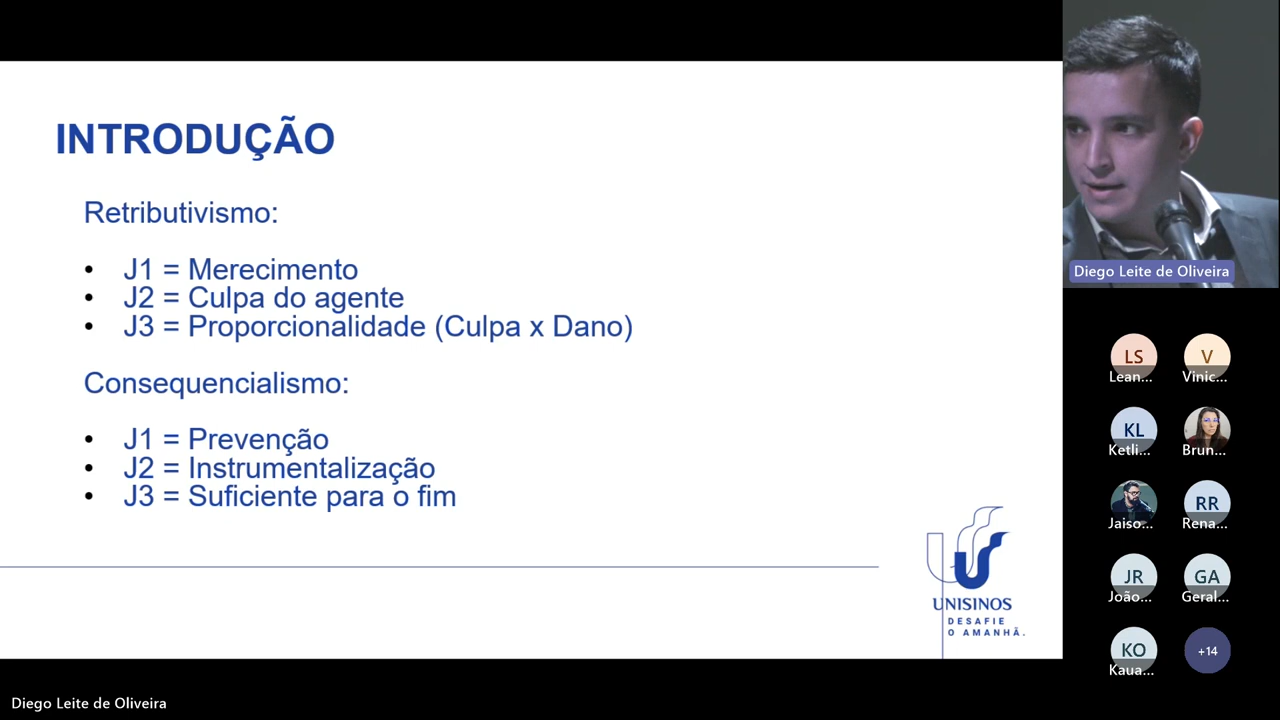 INTRODUÇÃO
Retributivismo:
• J1 = Merecimento
• J2 = Culpa do agente
• J3 = Proporcionalidade (Culpa x Dano)
Consequencialismo:
• J1 = Prevenção
• J2 = Instrumentalização
• J3 = Suficiente para o fim
UNISINOS
DESAFIE
O AMANHÃ.
Diego Leite de Oliveira
LS
Lean...
V
Vinic...
KL
Ketli...
Brun...
Jaiso...
RR
Rena...
JR
João...
GA
Geral...
KO
Kaua...
+14
Diego Leite de Oliveira